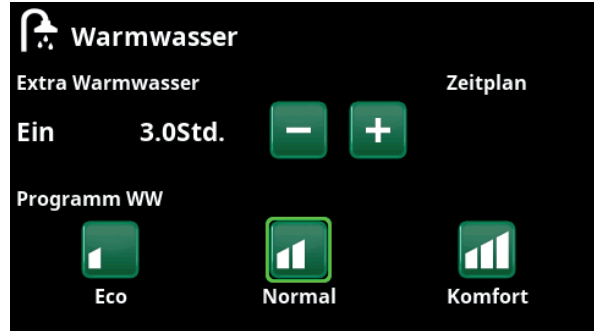 Warmwasser
Extra Warmwasser Zeitplan
Ein 3.0Std. − +
Programm WW
Eco Normal Komfort